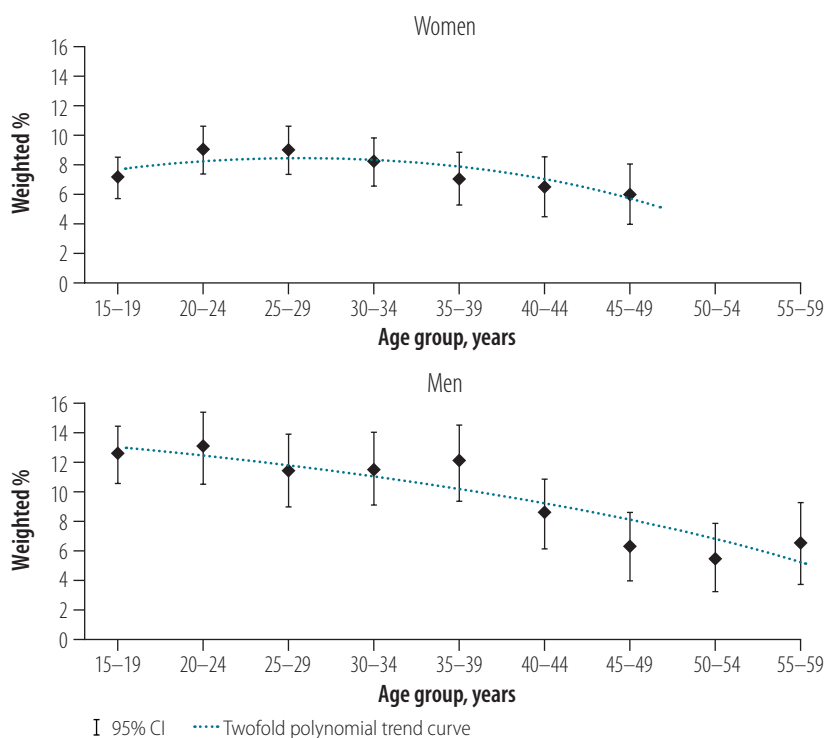 Women
Weighted %
16
14
12
10
8
6
4
2
0
15–19 20–24 25–29 30–34 35–39 40–44 45–49 50–54 55–59
Age group, years
Men
Weighted %
16
14
12
10
8
6
4
2
0
15–19 20–24 25–29 30–34 35–39 40–44 45–49 50–54 55–59
Age group, years
95% CI Twofold polynomial trend curve